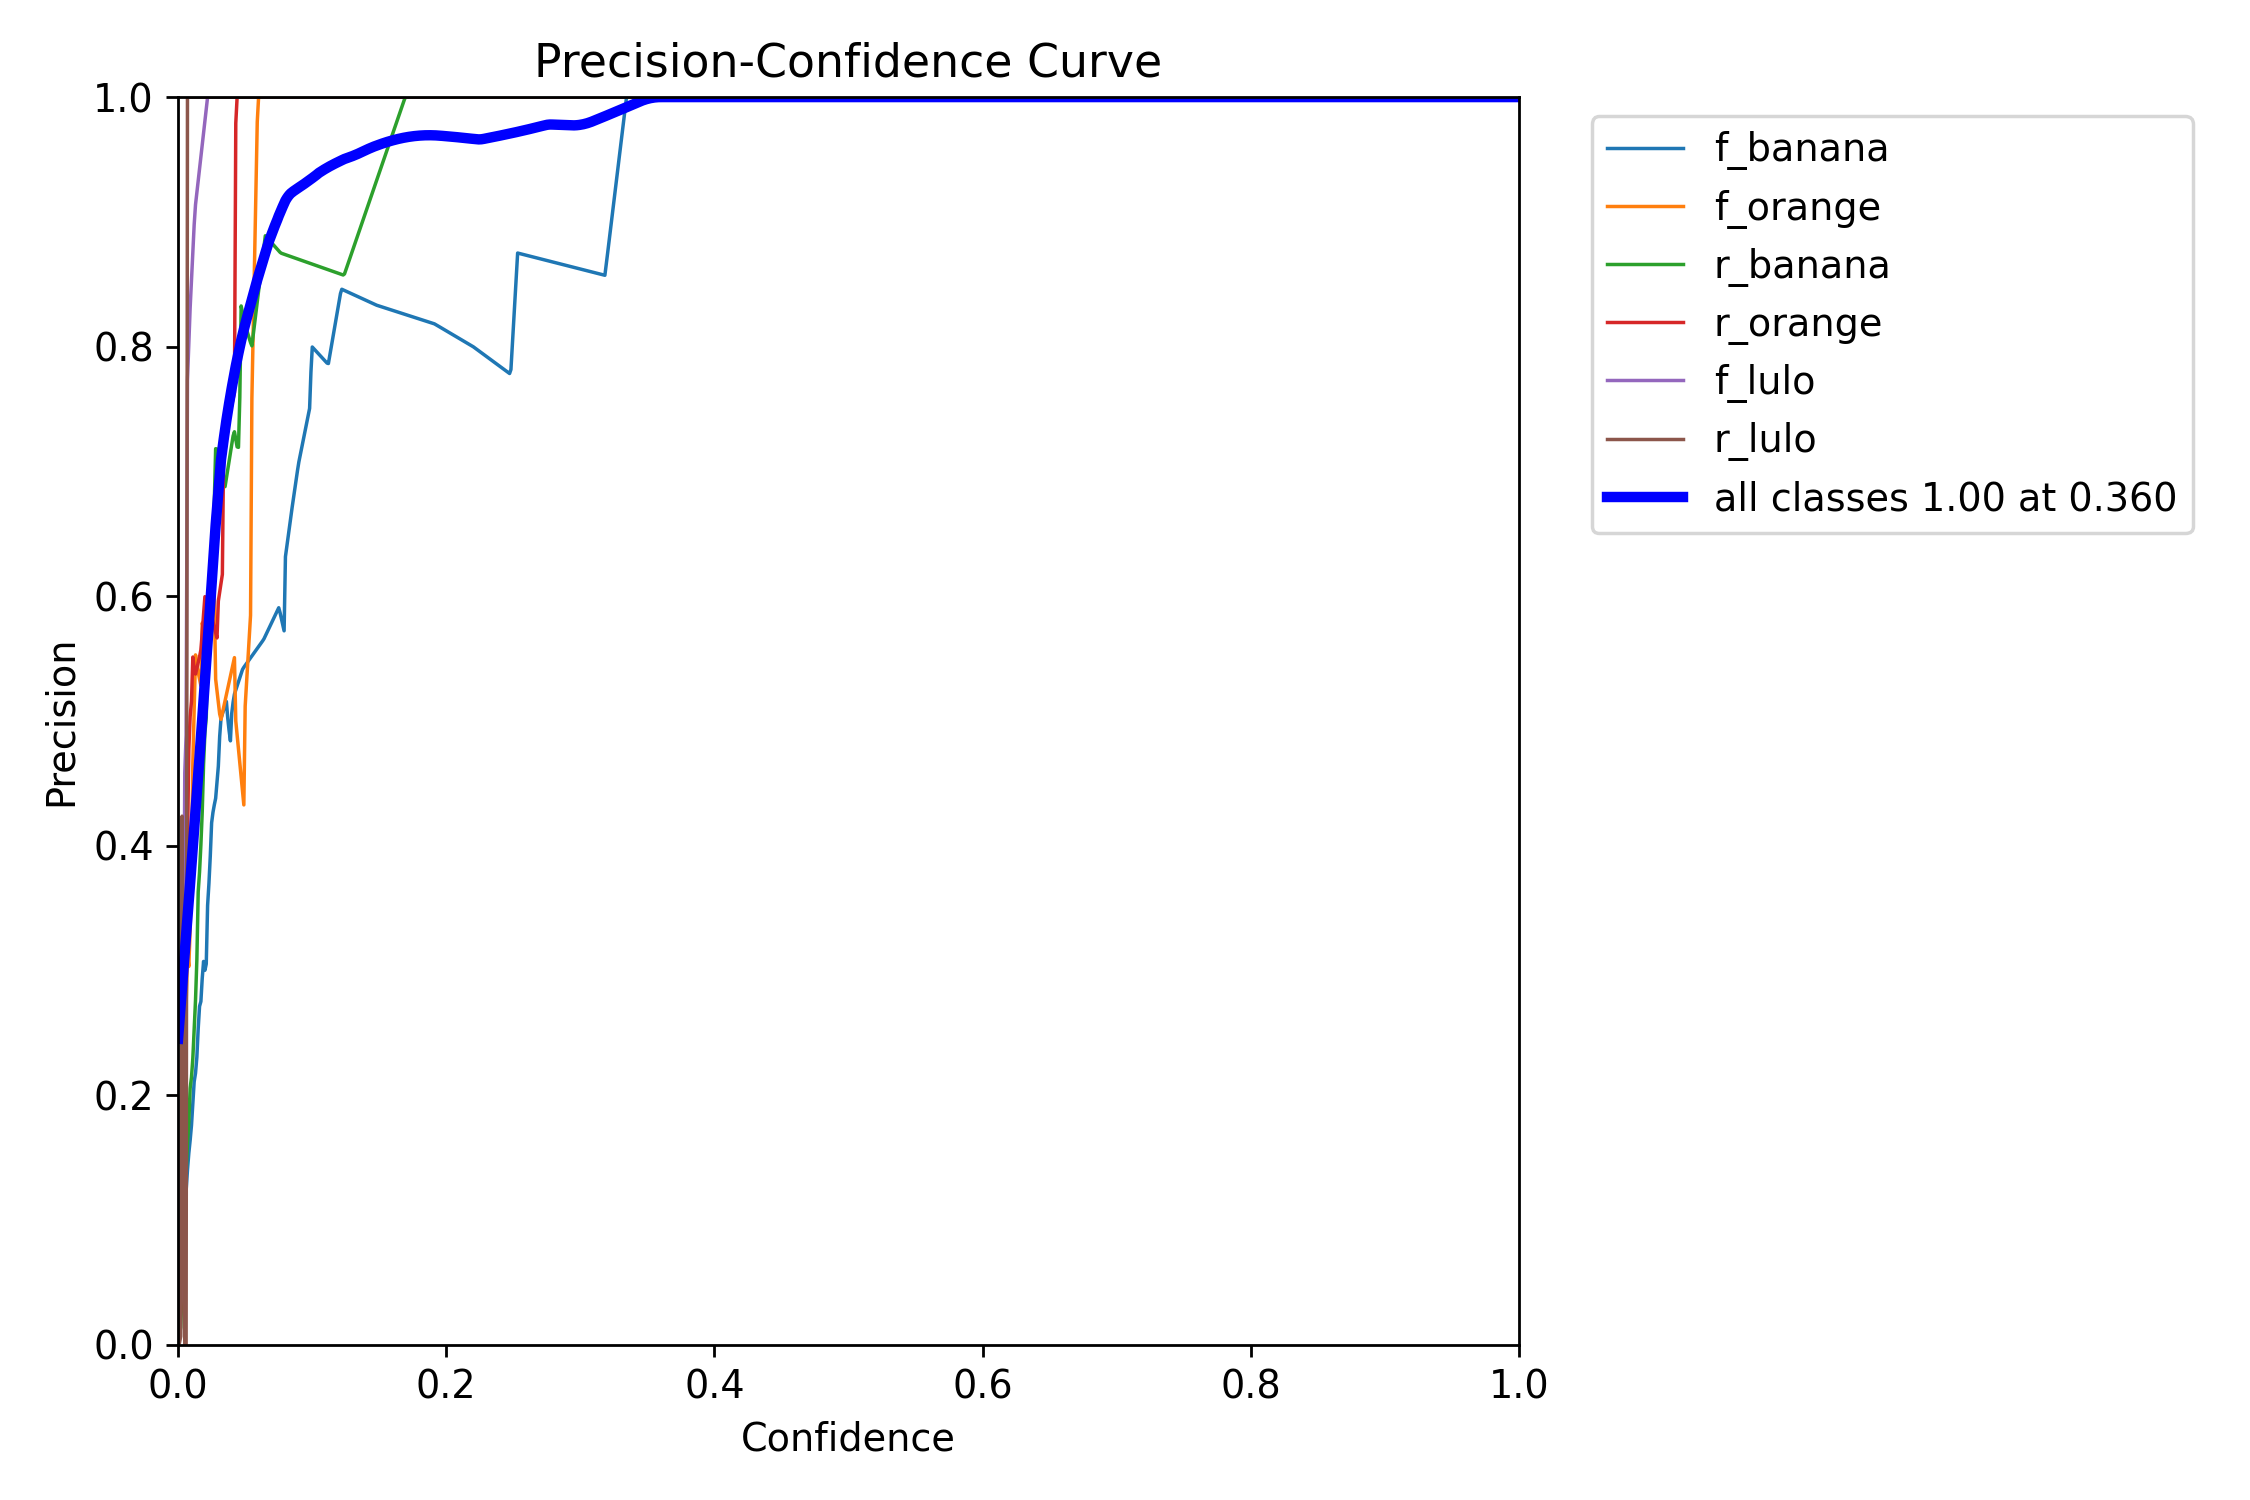 Precision-Confidence Curve
1.0
0.8
0.6
0.4
0.2
0.0
Precision
0.0 0.2 0.4 0.6 0.8 1.0
Confidence
f_banana
f_orange
r_banana
r_orange
f_lulo
r_lulo
all classes 1.00 at 0.360